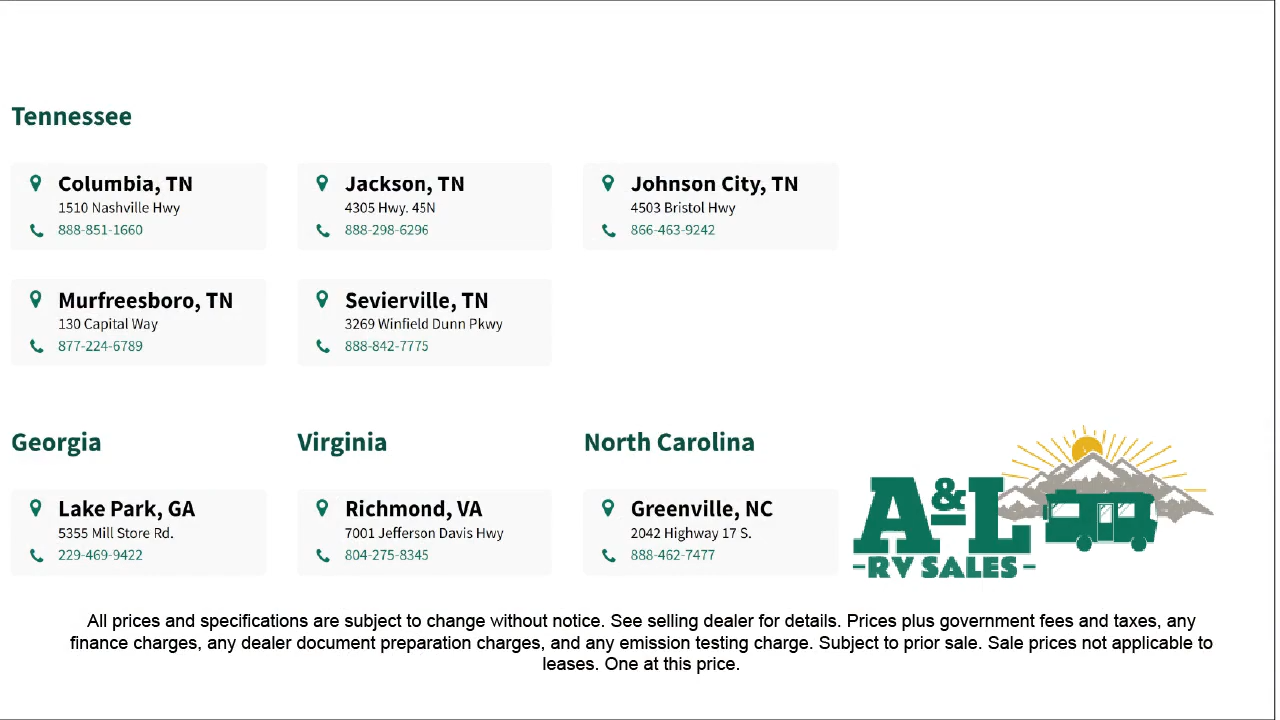 Tennessee
Columbia, TN
1510 Nashville Hwy
888-851-1660
Jackson, TN
4305 Hwy. 45N
888-298-6296
Johnson City, TN
4503 Bristol Hwy
866-463-9242
Murfreesboro, TN
130 Capital Way
877-224-6789
Sevierville, TN
3269 Winfield Dunn Pkwy
888-842-7775
Georgia
Lake Park, GA
5355 Mill Store Rd.
229-469-9422
Virginia
Richmond, VA
7001 Jefferson Davis Hwy
804-275-8345
North Carolina
Greenville, NC
2042 Highway 17 S.
888-462-7477
A&L
-RV SALES-
All prices and specifications are subject to change without notice. See selling dealer for details. Prices plus government fees and taxes, any
finance charges, any dealer document preparation charges, and any emission testing charge. Subject to prior sale. Sale prices not applicable to
leases. One at this price.